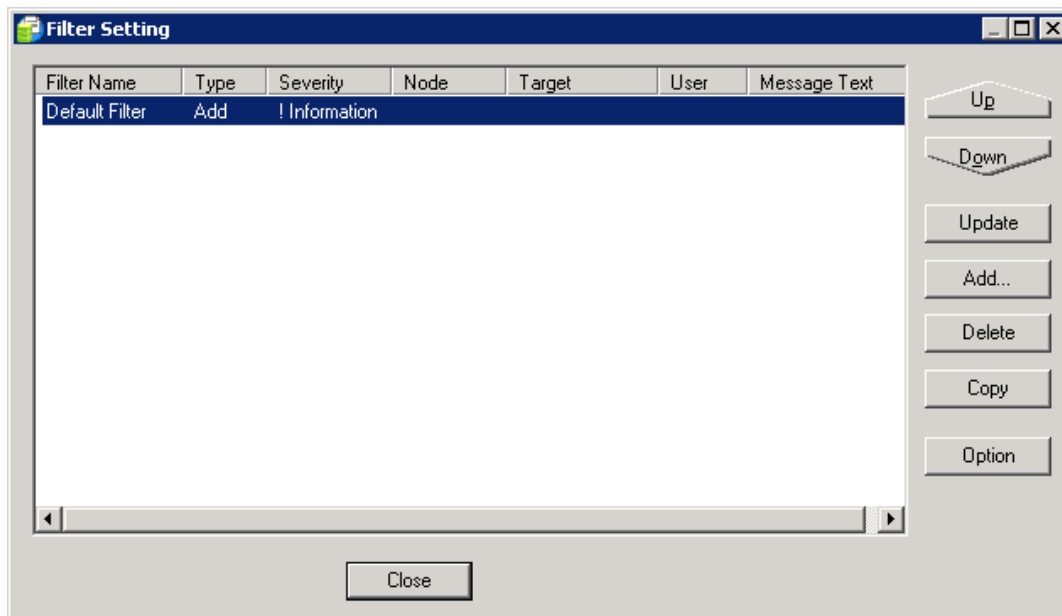 Filter Setting
Filter Name Type Severity Node Target User Message Text
Default Filter Add ! Information
Up
Down
Update
Add...
Delete
Copy
Option
Close